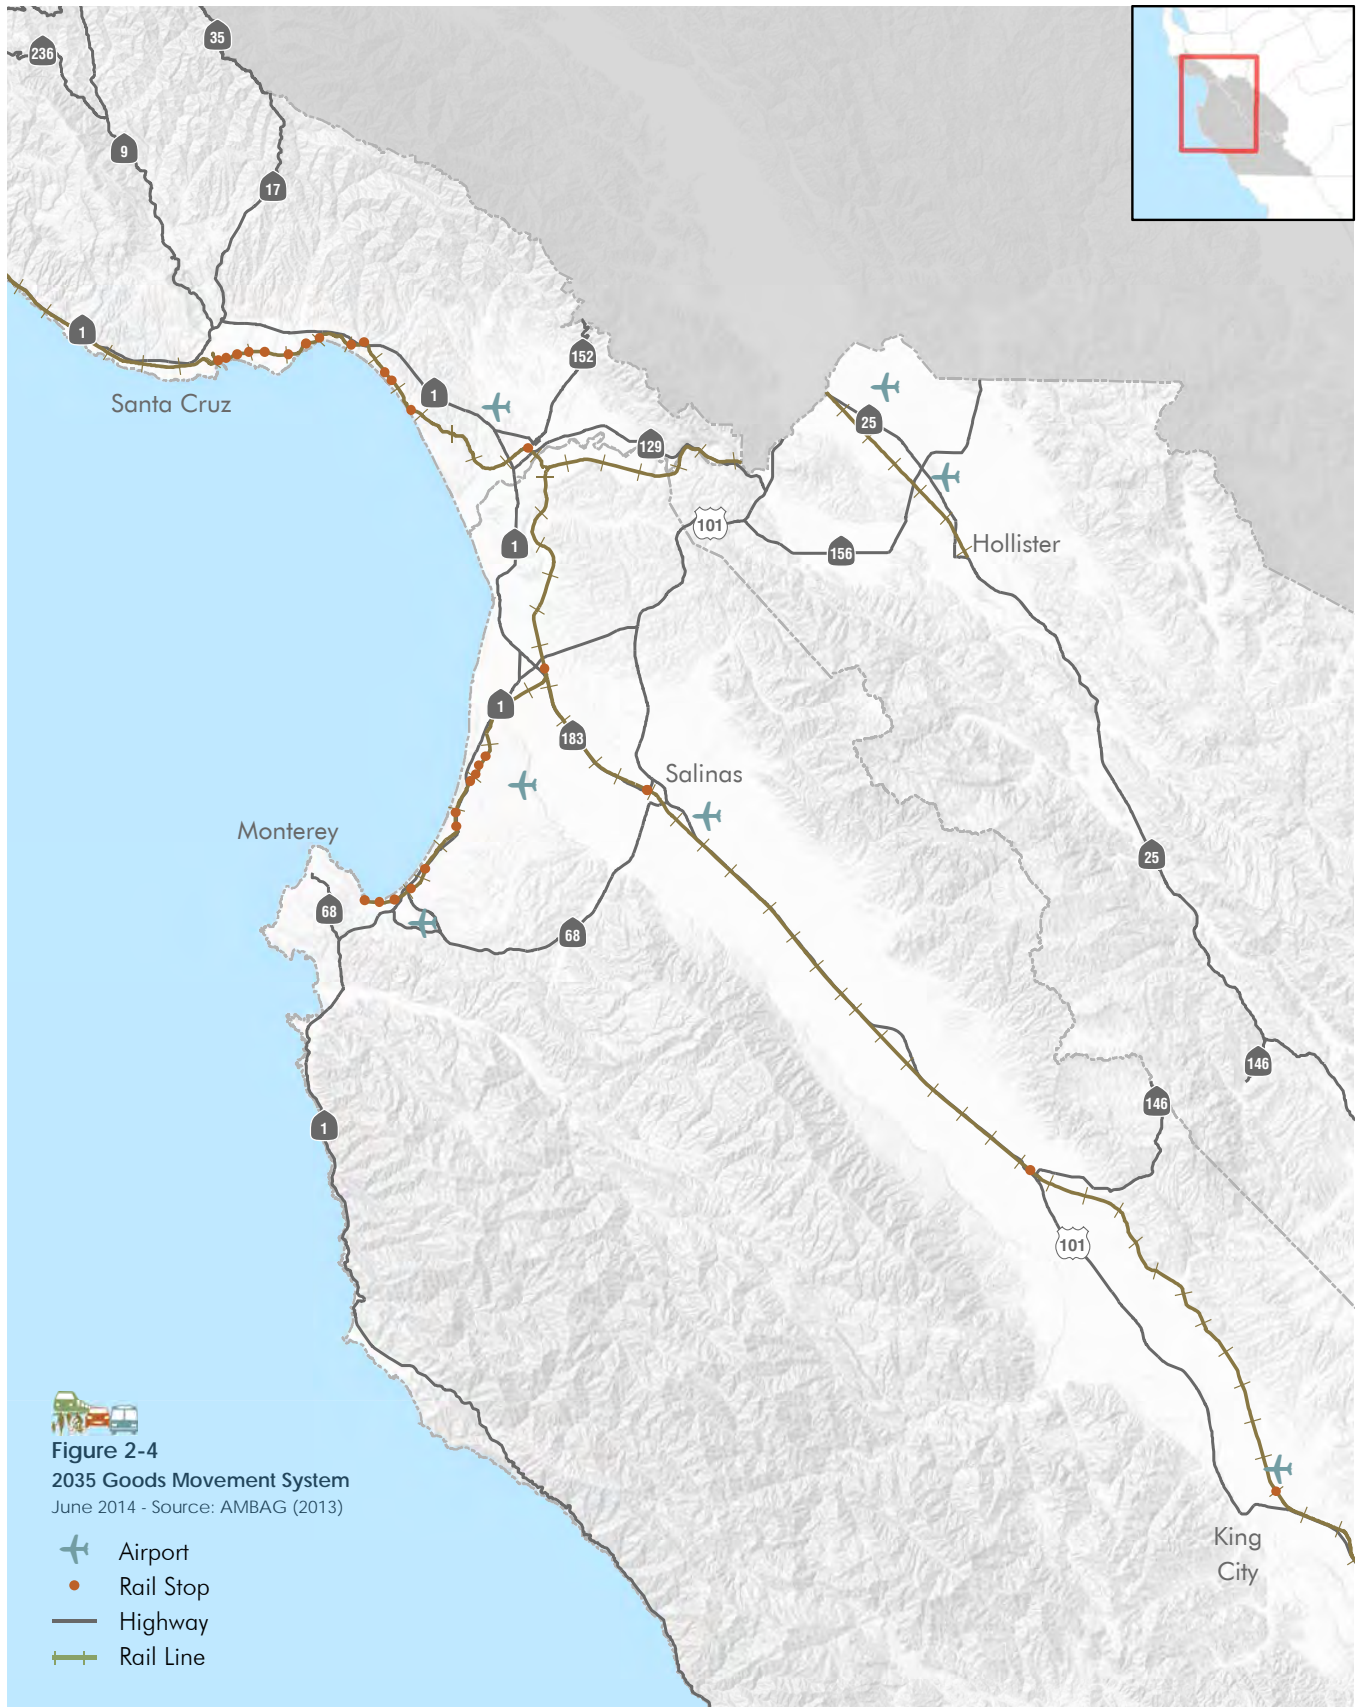 35
236
9
17
1
Santa Cruz
152
1
25
129
101
1
156
Hollister
1
183
Salinas
Monterey
25
68
68
146
146
1
101
Figure 2-4
2035 Goods Movement System
June 2014 - Source: AMBAG (2013)
Airport
Rail Stop
Highway
Rail Line
King
City